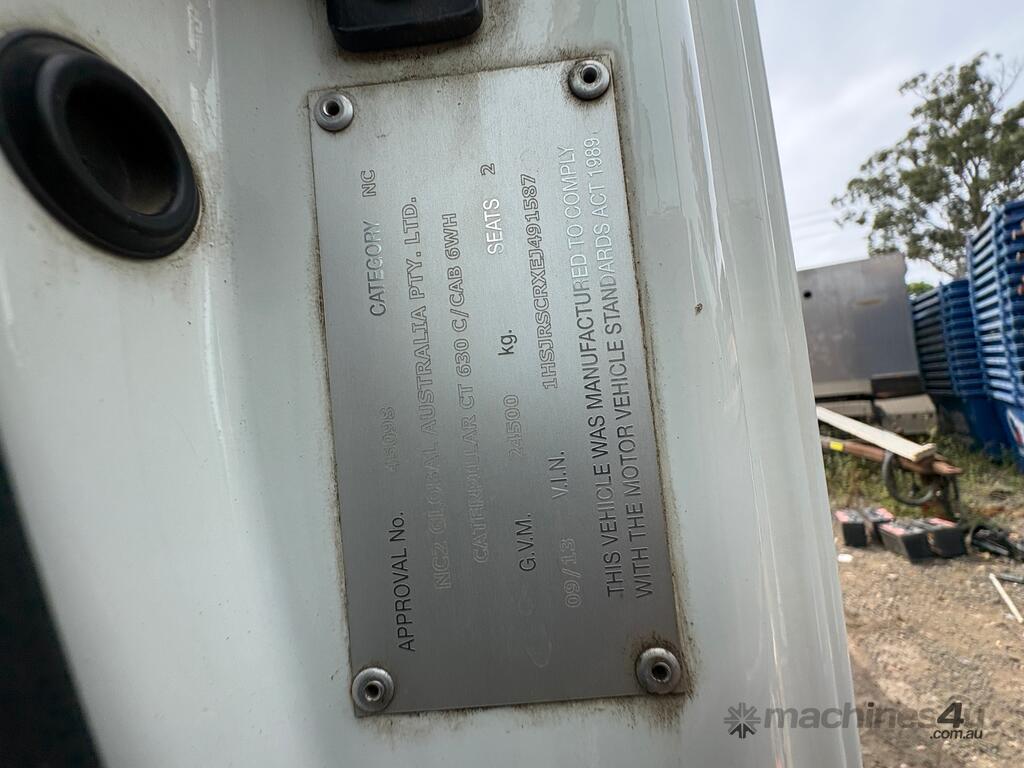 APPROVAL No. 45098 CATEGORY NC
NC2 GLOBAL AUSTRALIA PTY. LTD.
CATERPILLAR CT 630 C/CAB 6WH
G.V.M. 24500 kg. SEATS 2
09/13 V.I.N. 1HSJRSCRXEJ491587
THIS VEHICLE WAS MANUFACTURED TO COMPLY
WITH THE MOTOR VEHICLE STANDARDS ACT 1989.
machines4u
.com.au